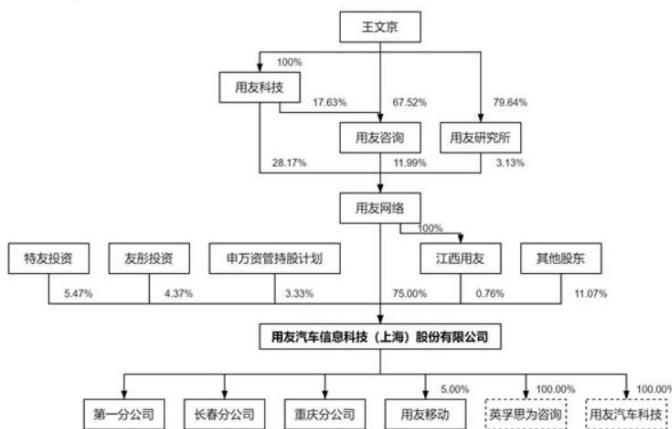 王文京
100%
用友科技
17.63%
67.52%
79.64%
用友咨询
用友研究所
28.17%
11.99%
3.13%
用友网络
100%
特友投资
友彤投资
申万资管持股计划
江西用友
其他股东
5.47%
4.37%
3.33%
75.00%
0.76%
11.07%
用友汽车信息科技（上海）股份有限公司
5.00%
100.00%
100.00%
第一分公司
长春分公司
重庆分公司
用友移动
英孚思为咨询
用友汽车科技